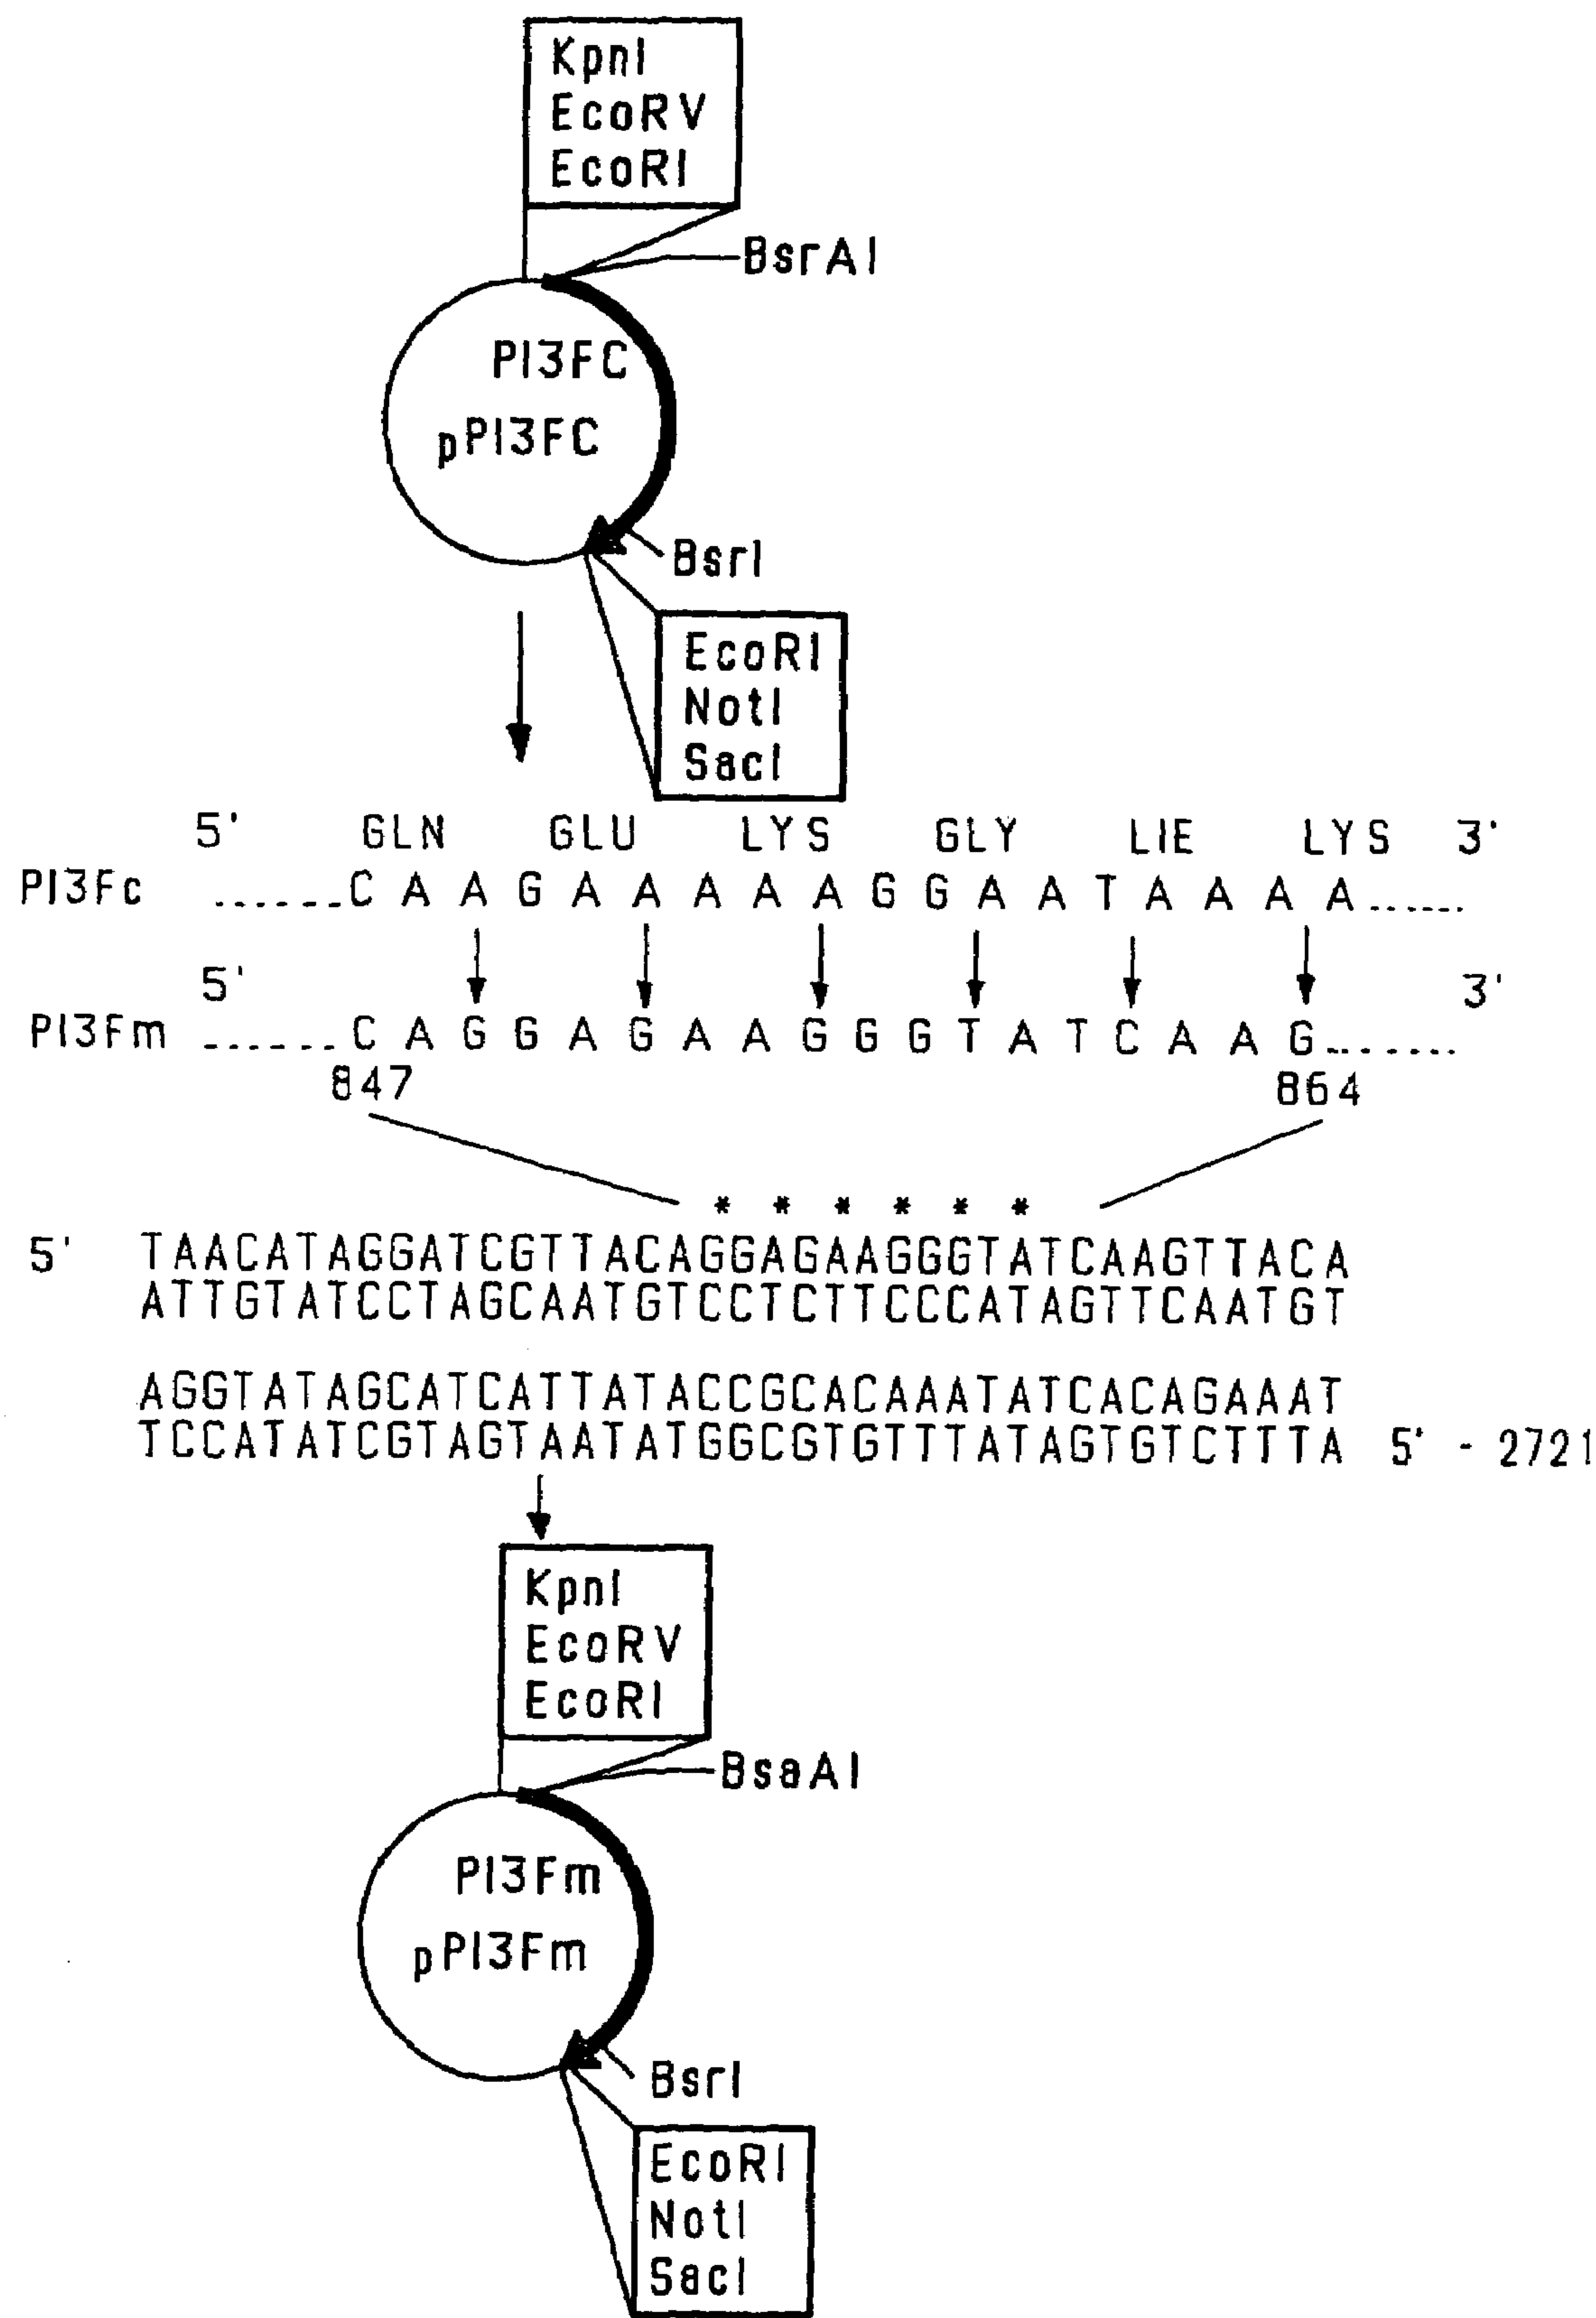 KpnI
EcoRV
EcoRI
BsrAI
PI3FC
pPI3FC
BsrI
EcoRI
NotI
SacI
5' GLN GLU LYS GLY LIE LYS 3'
PI3Fc ......C A A G A A A A A G G A A T A A A A......
5' 3'
PI3Fm ......C A G G A G A A G G G T A T C A A G.......
847 864
* * * * * *
5' TAACATAGGATCGTTACAGGAGAAGGGTATCAAGTTACA
ATTGTATCCTAGCAATGTCCTCTTCCCATAGTTCAATGT
AGGTATAGCATCATTATACCGCACAAATATCACAGAAAT
TCCATATCGTAGTAATATGGCGTGTTTATAGTGTCTTTA 5' - 2721
KpnI
EcoRV
EcoRI
BsaAI
PI3Fm
pPI3Fm
BsrI
EcoRI
NotI
SacI